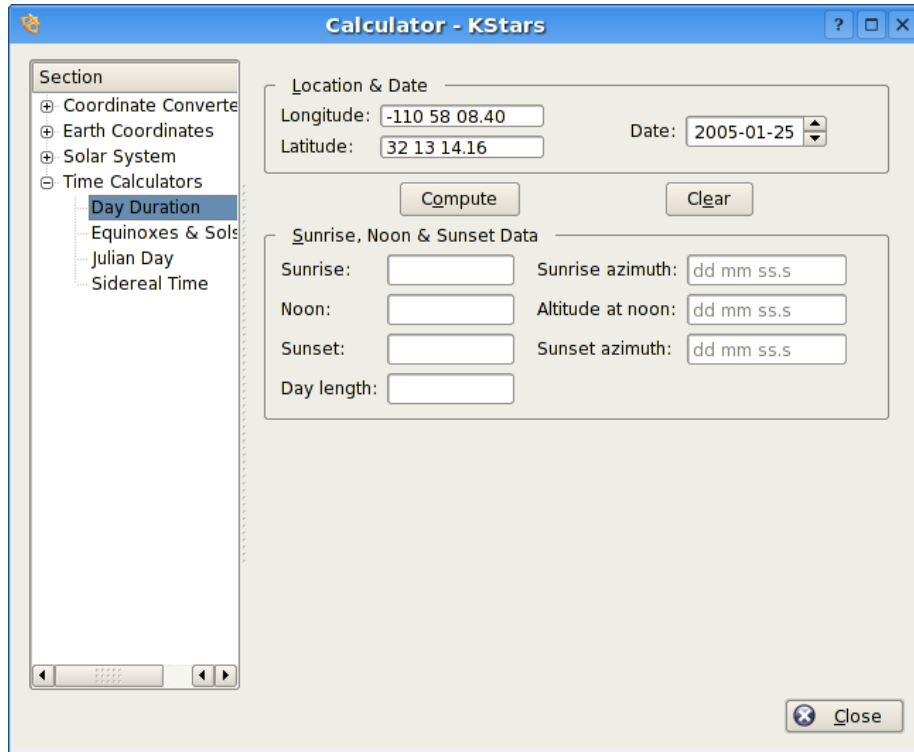 Calculator - KStars
Section
Coordinate Converte
Earth Coordinates
Solar System
Time Calculators
Day Duration
Equinoxes & Sols
Julian Day
Sidereal Time
Location & Date
Longitude: -110 58 08.40
Latitude: 32 13 14.16
Date: 2005-01-25
Compute
Clear
Sunrise, Noon & Sunset Data
Sunrise:
Sunrise azimuth: dd mm ss.s
Noon:
Altitude at noon: dd mm ss.s
Sunset:
Sunset azimuth: dd mm ss.s
Day length:
Close